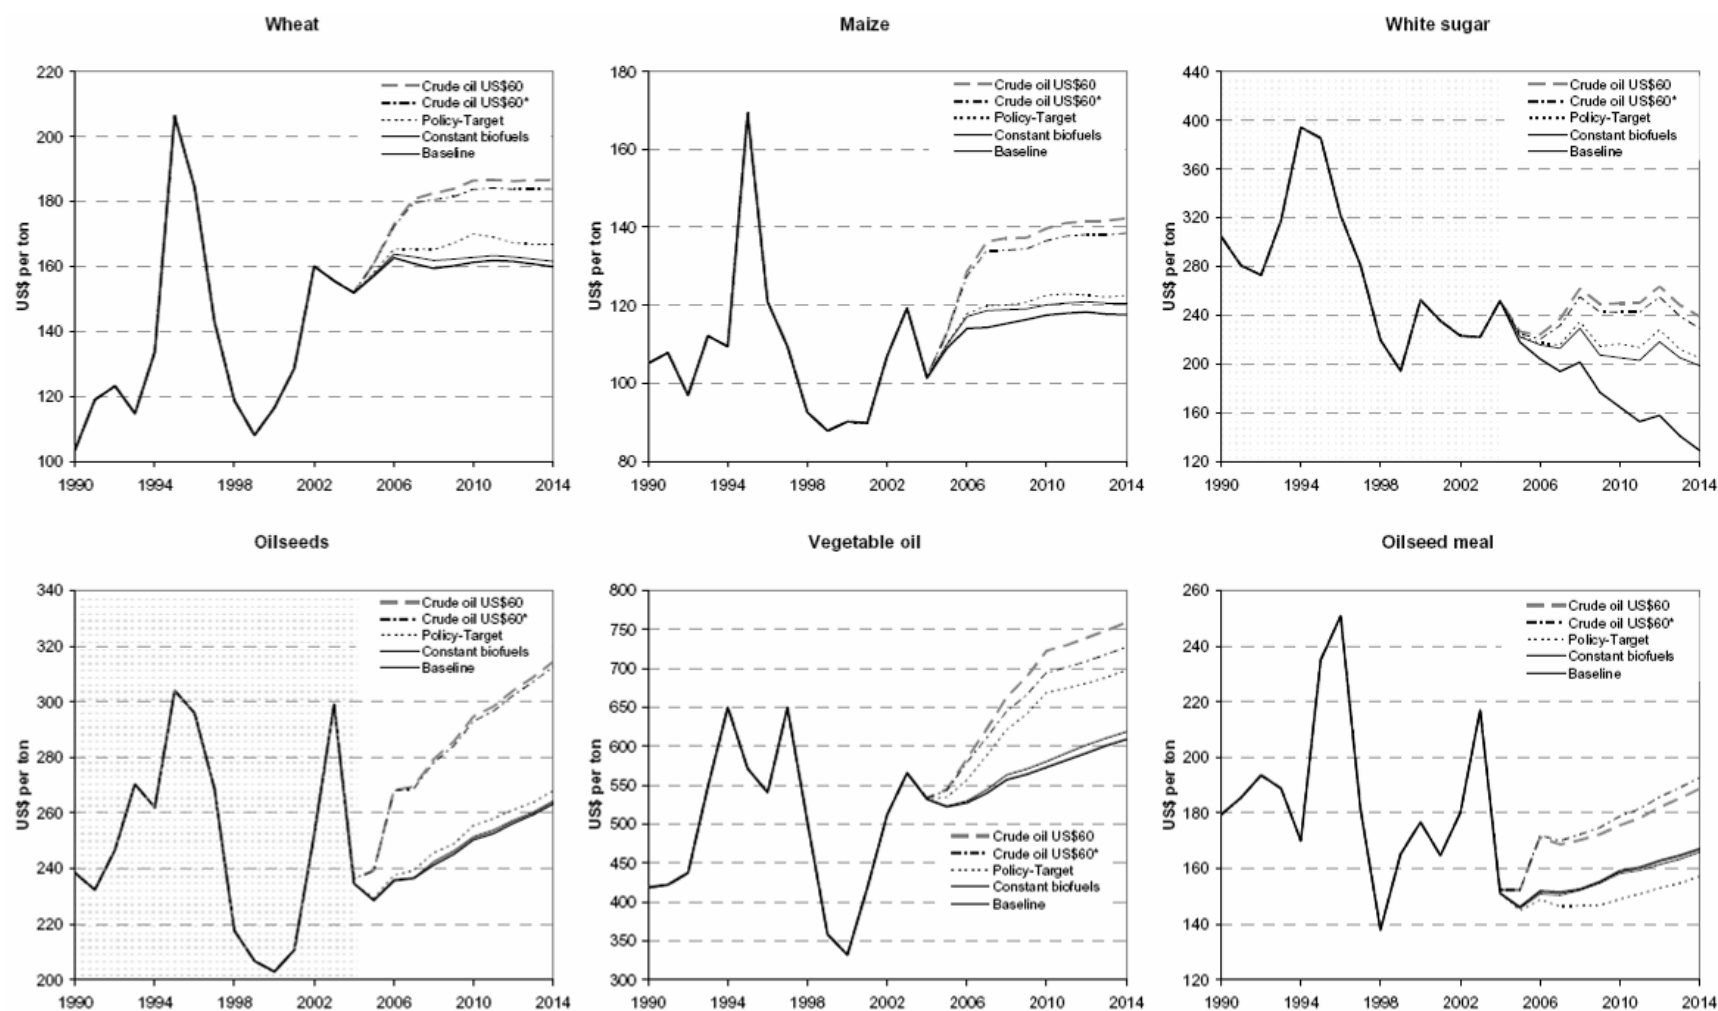 Wheat
220
200
180
160
140
120
100
US$ per ton
Crude oil US$60
Crude oil US$60*
Policy-Target
Constant biofuels
Baseline
1990 1994 1998 2002 2006 2010 2014
Maize
180
160
140
120
100
80
US$ per ton
Crude oil US$60
Crude oil US$60*
Policy-Target
Constant biofuels
Baseline
1990 1994 1998 2002 2006 2010 2014
White sugar
440
400
360
320
280
240
200
160
120
US$ per ton
Crude oil US$60
Crude oil US$60*
Policy-Target
Constant biofuels
Baseline
1990 1994 1998 2002 2006 2010 2014
Oilseeds
340
320
300
280
260
240
220
200
US$ per ton
Crude oil US$60
Crude oil US$60*
Policy-Target
Constant biofuels
Baseline
1990 1994 1998 2002 2006 2010 2014
Vegetable oil
800
750
700
650
600
550
500
450
400
350
300
US$ per ton
Crude oil US$60
Crude oil US$60*
Policy-Target
Constant biofuels
Baseline
1990 1994 1998 2002 2006 2010 2014
Oilseed meal
260
240
220
200
180
160
140
120
US$ per ton
Crude oil US$60
Crude oil US$60*
Policy-Target
Constant biofuels
Baseline
1990 1994 1998 2002 2006 2010 2014